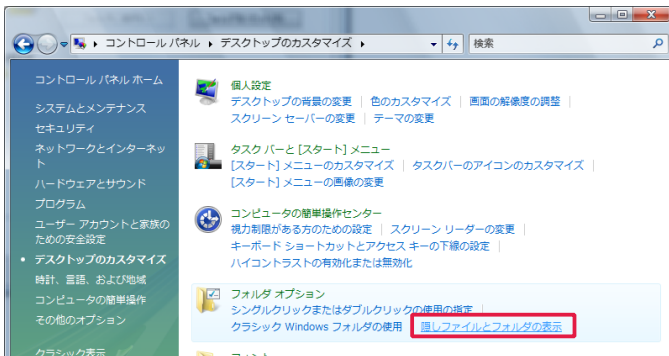 コントロール パネル ▸ デスクトップのカスタマイズ ▸
検索
コントロール パネル ホーム
システムとメンテナンス
セキュリティ
ネットワークとインターネッ
ト
ハードウェアとサウンド
プログラム
ユーザー アカウントと家族の
ための安全設定
• デスクトップのカスタマイズ
時計、言語、および地域
コンピュータの簡単操作
その他のオプション
クラシック表示
個人設定
デスクトップの背景の変更 | 色のカスタマイズ | 画面の解像度の調整 |
スクリーン セーバーの変更 | テーマの変更
タスク バーと [スタート] メニュー
[スタート] メニューのカスタマイズ | タスクバーのアイコンのカスタマイズ |
[スタート] メニューの画像の変更
コンピュータの簡単操作センター
視力制限がある方のための設定 | スクリーン リーダーの変更 |
キーボード ショートカットとアクセス キーの下線の設定 |
ハイコントラストの有効化または無効化
フォルダ オプション
シングルクリックまたはダブルクリックの使用の指定 |
クラシック Windows フォルダの使用 | 隠しファイルとフォルダの表示
フォント